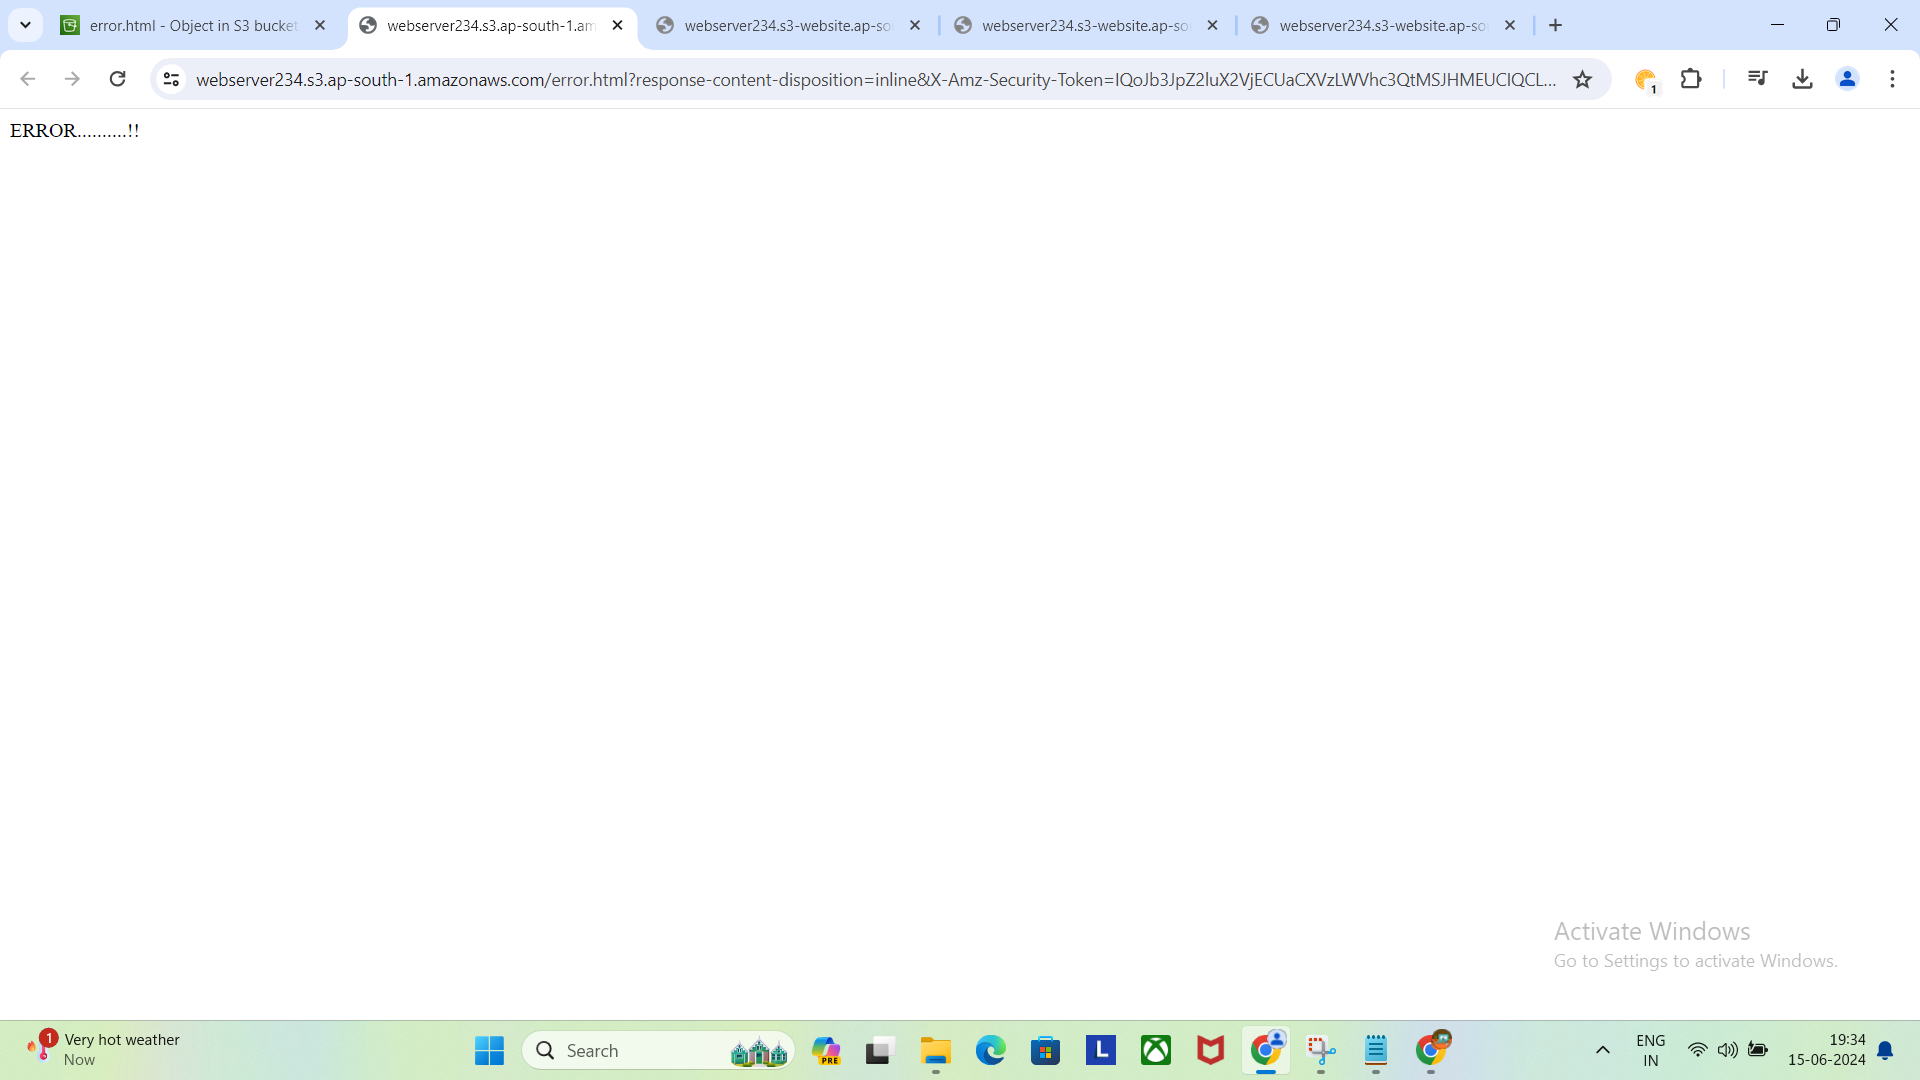 error.html - Object in S3 bucket
webserver234.s3.ap-south-1.am
webserver234.s3-website.ap-so
webserver234.s3-website.ap-so
webserver234.s3-website.ap-so
webserver234.s3.ap-south-1.amazonaws.com/error.html?response-content-disposition=inline&X-Amz-Security-Token=IQoJb3JpZ2luX2VjECUaCXVzLWVhc3QtMSJHMEUCIQCL...
1
ERROR..........!!
Activate Windows
Go to Settings to activate Windows.
1
Very hot weather
Now
Search
PRE
L
ENG
IN
19:34
15-06-2024